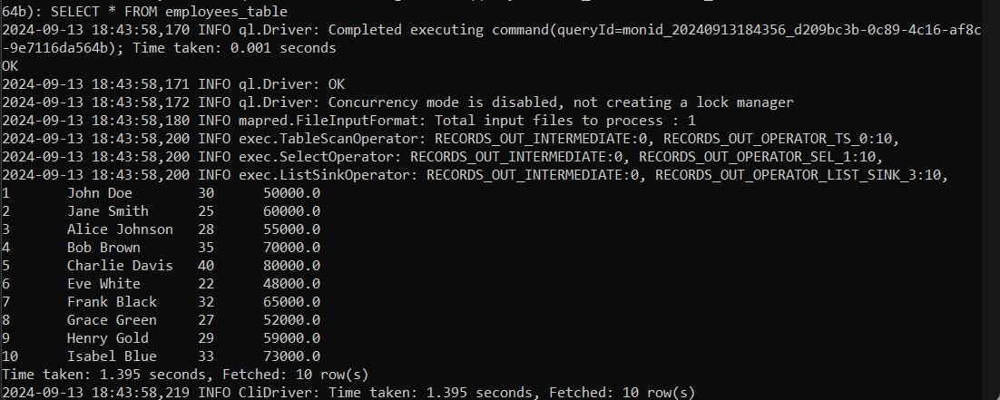 64b): SELECT * FROM employees_table
2024-09-13 18:43:58,170 INFO ql.Driver: Completed executing command(queryId=monid_20240913184356_d209bc3b-0c89-4c16-af8c
-9e7116da564b); Time taken: 0.001 seconds
OK
2024-09-13 18:43:58,171 INFO ql.Driver: OK
2024-09-13 18:43:58,172 INFO ql.Driver: Concurrency mode is disabled, not creating a lock manager
2024-09-13 18:43:58,180 INFO mapred.FileInputFormat: Total input files to process : 1
2024-09-13 18:43:58,200 INFO exec.TableScanOperator: RECORDS_OUT_INTERMEDIATE:0, RECORDS_OUT_OPERATOR_TS_0:10,
2024-09-13 18:43:58,200 INFO exec.SelectOperator: RECORDS_OUT_INTERMEDIATE:0, RECORDS_OUT_OPERATOR_SEL_1:10,
2024-09-13 18:43:58,200 INFO exec.ListSinkOperator: RECORDS_OUT_INTERMEDIATE:0, RECORDS_OUT_OPERATOR_LIST_SINK_3:10,
1 John Doe 30 50000.0
2 Jane Smith 25 60000.0
3 Alice Johnson 28 55000.0
4 Bob Brown 35 70000.0
5 Charlie Davis 40 80000.0
6 Eve White 22 48000.0
7 Frank Black 32 65000.0
8 Grace Green 27 52000.0
9 Henry Gold 29 59000.0
10 Isabel Blue 33 73000.0
Time taken: 1.395 seconds, Fetched: 10 row(s)
2024-09-13 18:43:58,219 INFO CliDriver: Time taken: 1.395 seconds, Fetched: 10 row(s)